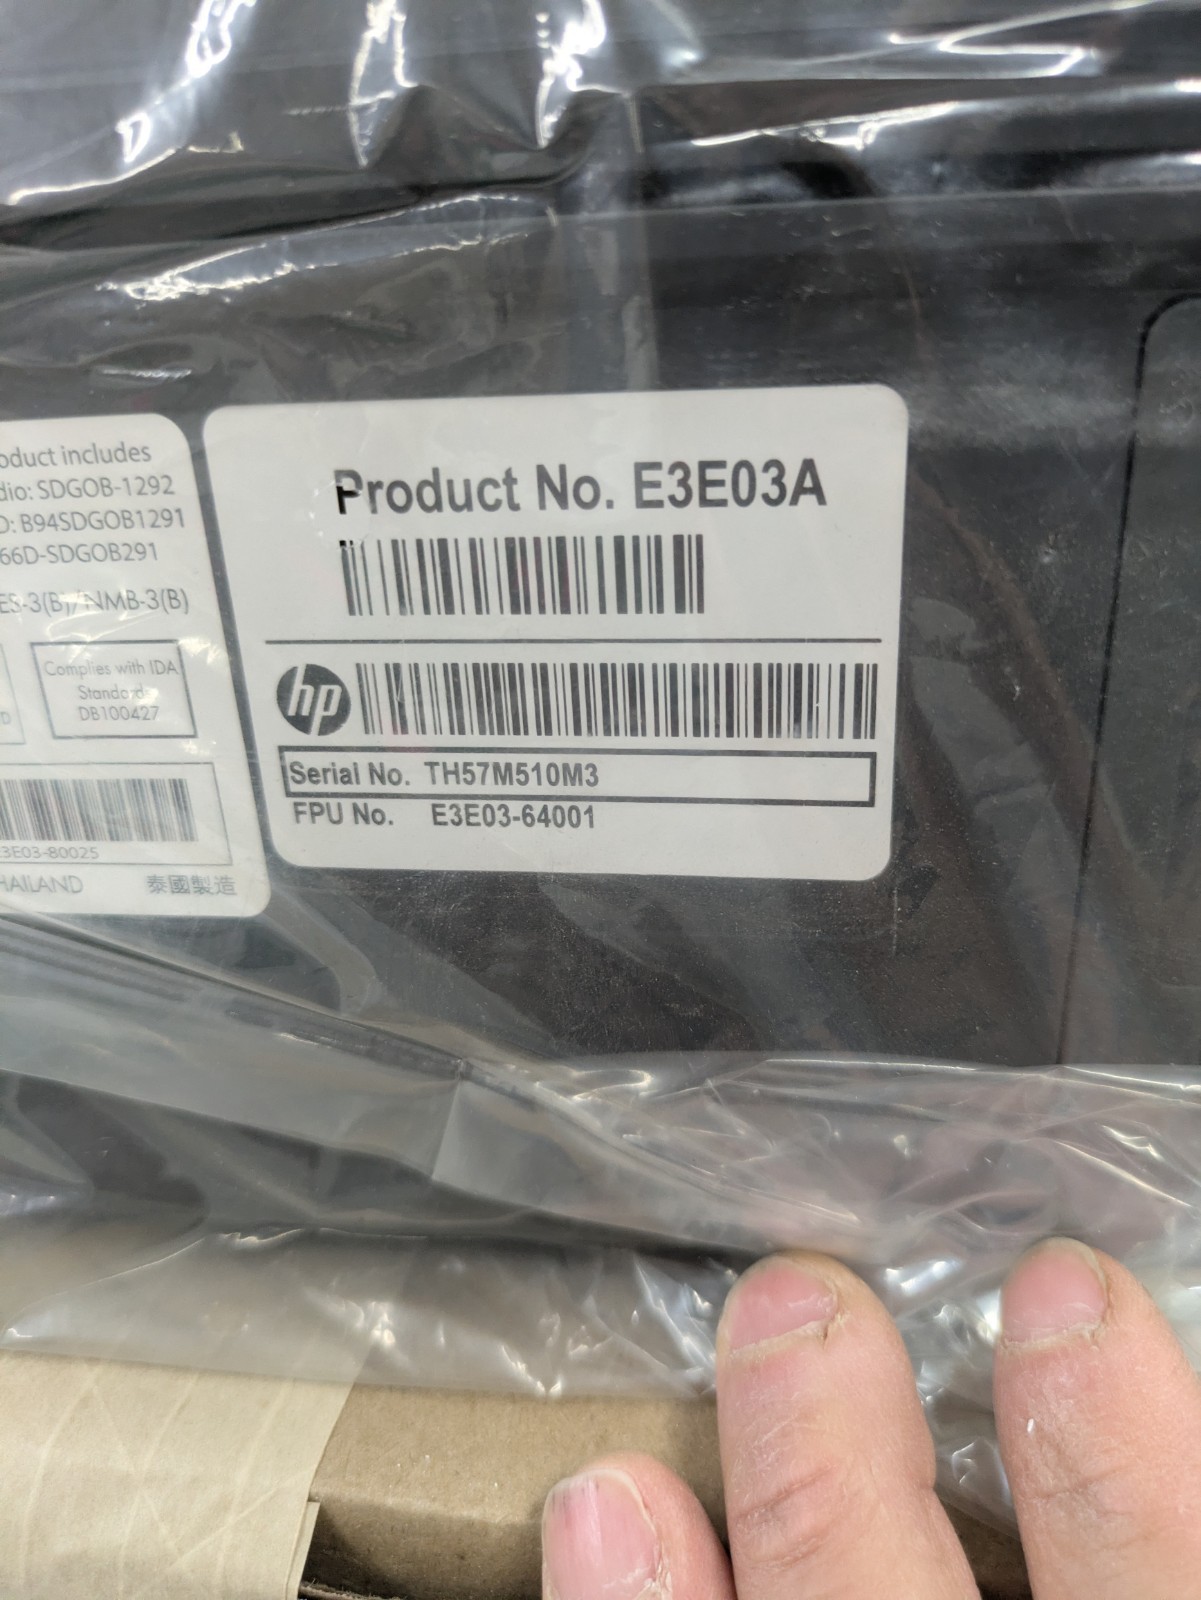 oduct includes
dio: SDGOB-1292
D: B94SDGOB1291
66D-SDGOB291
ES-3(B)/NMB-3(B)
Complies with IDA
Standards
DB100427
3E03-80025
HAILAND
泰國製造
Product No. E3E03A
hp
Serial No. TH57M510M3
FPU No. E3E03-64001